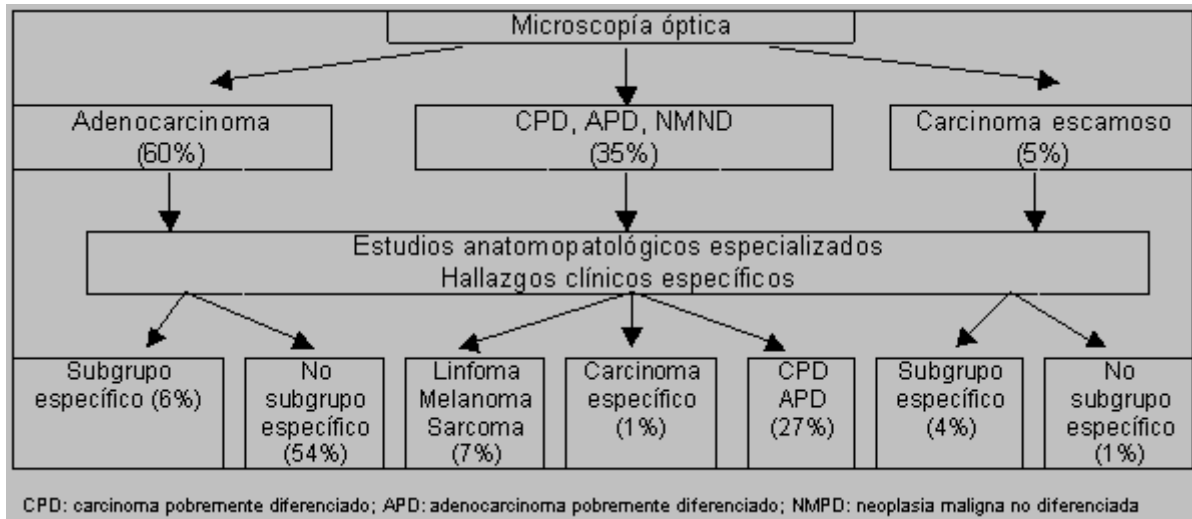 Microscopía óptica
Adenocarcinoma
(60%)
CPD, APD, NMND
(35%)
Carcinoma escamoso
(5%)
Estudios anatomopatológicos especializados
Hallazgos clínicos específicos
Subgrupo
específico (6%)
No
subgrupo
específico
(54%)
Linfoma
Melanoma
Sarcoma
(7%)
Carcinoma
específico
(1%)
CPD
APD
(27%)
Subgrupo
específico
(4%)
No
subgrupo
específico
(1%)
CPD: carcinoma pobremente diferenciado; APD: adenocarcinoma pobremente diferenciado; NMPD: neoplasia maligna no diferenciada